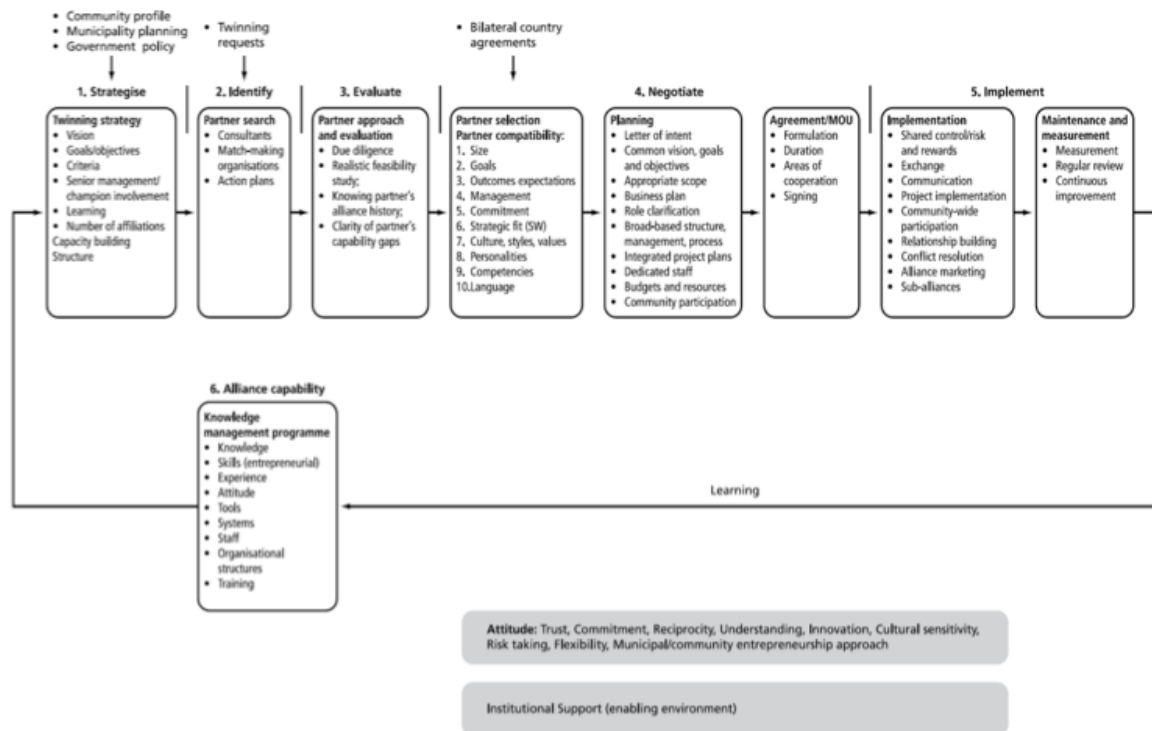 • Community profile
• Municipality planning
• Government policy
• Twinning
requests
• Bilateral country
agreements
1. Strategise
2. Identify
3. Evaluate
4. Negotiate
5. Implement
Twinning strategy
• Vision
• Goals/objectives
• Criteria
• Senior management/
champion involvement
• Learning
• Number of affiliations
Capacity building
Structure
Partner search
• Consultants
• Match-making
organisations
• Action plans
Partner approach
and evaluation
• Due diligence
• Realistic feasibility
study;
• Knowing partner's
alliance history;
• Clarity of partner's
capability gaps
Partner selection
Partner compatibility:
1. Size
2. Goals
3. Outcomes expectations
4. Management
5. Commitment
6. Strategic fit (SW)
7. Culture, styles, values
8. Personalities
9. Competencies
10.Language
Planning
• Letter of intent
• Common vision, goals
and objectives
• Appropriate scope
• Business plan
• Role clarification
• Broad-based structure,
management, process
• Integrated project plans
• Dedicated staff
• Budgets and resources
• Community participation
Agreement/MOU
• Formulation
• Duration
• Areas of
cooperation
• Signing
Implementation
• Shared control/risk
and rewards
• Exchange
• Communication
• Project implementation
• Community-wide
participation
• Relationship building
• Conflict resolution
• Alliance marketing
• Sub-alliances
Maintenance and
measurement
• Measurement
• Regular review
• Continuous
improvement
6. Alliance capability
Knowledge
management programme
• Knowledge
• Skills (entrepreneurial)
• Experience
• Attitude
• Tools
• Systems
• Staff
• Organisational
structures
• Training
Learning
Attitude: Trust, Commitment, Reciprocity, Understanding, Innovation, Cultural sensitivity,
Risk taking, Flexibility, Municipal/community entrepreneurship approach
Institutional Support (enabling environment)